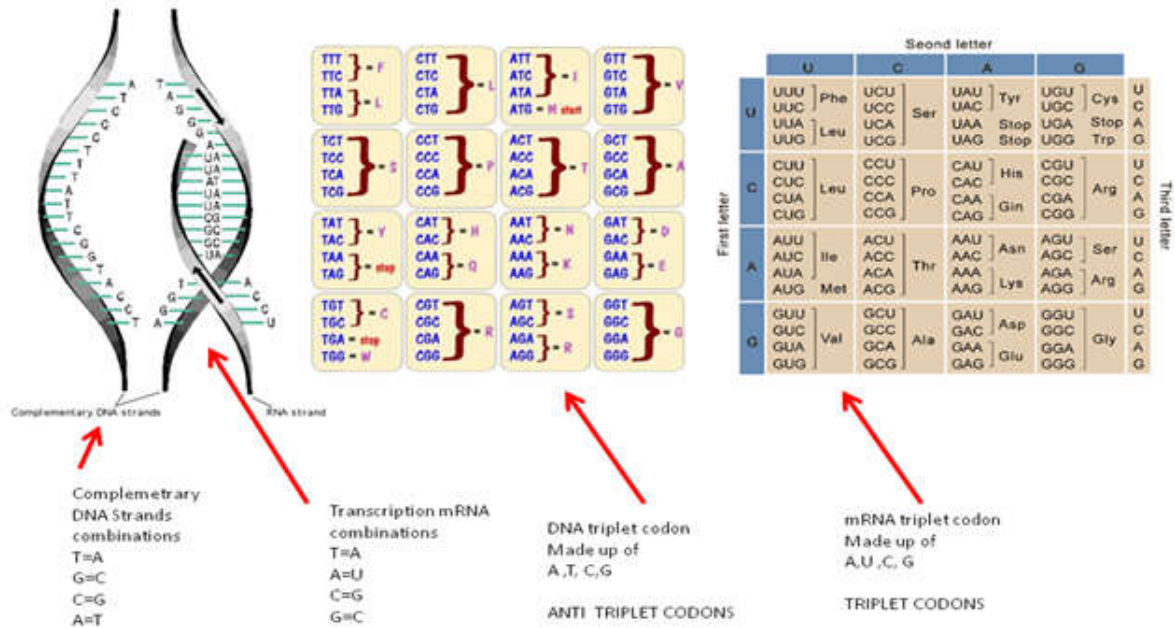 TTT
TTC
= F
TTA
TTG
= L
CTT
CTC
CTA
CTG
= L
ATT
ATC
ATA
= I
ATG = M start
GTT
GTC
GTA
GTG
= V
TCT
TCC
TCA
TCG
= S
CCT
CCC
CCA
CCG
= P
ACT
ACC
ACA
ACG
= T
GCT
GCC
GCA
GCG
= A
TAT
TAC
= Y
TAA
TAG
= stop
CAT
CAC
= H
CAA
CAG
= Q
AAT
AAC
= N
AAA
AAG
= K
GAT
GAC
= D
GAA
GAG
= E
TGT
TGC
= C
TGA = stop
TGG = W
CGT
CGC
CGA
CGG
= R
AGT
AGC
= S
AGA
AGG
= R
GGT
GGC
GGA
GGG
= G
Seond letter
U C A G
First letter
Third letter
U
UUU
UUC
Phe
UUA
UUG
Leu
UCU
UCC
UCA
UCG
Ser
UAU
UAC
Tyr
UAA Stop
UAG Stop
UGU
UGC
Cys
UGA Stop
UGG Trp
U
C
A
G
C
CUU
CUC
CUA
CUG
Leu
CCU
CCC
CCA
CCG
Pro
CAU
CAC
His
CAA
CAG
Gin
CGU
CGC
CGA
CGG
Arg
U
C
A
G
A
AUU
AUC
AUA
Ile
AUG Met
ACU
ACC
ACA
ACG
Thr
AAU
AAC
Asn
AAA
AAG
Lys
AGU
AGC
Ser
AGA
AGG
Arg
U
C
A
G
G
GUU
GUC
GUA
GUG
Val
GCU
GCC
GCA
GCG
Ala
GAU
GAC
Asp
GAA
GAG
Glu
GGU
GGC
GGA
GGG
Gly
U
C
A
G
Complementary DNA strands
RNA strand
Complemetrary
DNA Strands
combinations
T=A
G=C
C=G
A=T
Transcription mRNA
combinations
T=A
A=U
C=G
G=C
DNA triplet codon
Made up of
A ,T, C,G
ANTI TRIPLET CODONS
mRNA triplet codon
Made up of
A,U ,C, G
TRIPLET CODONS